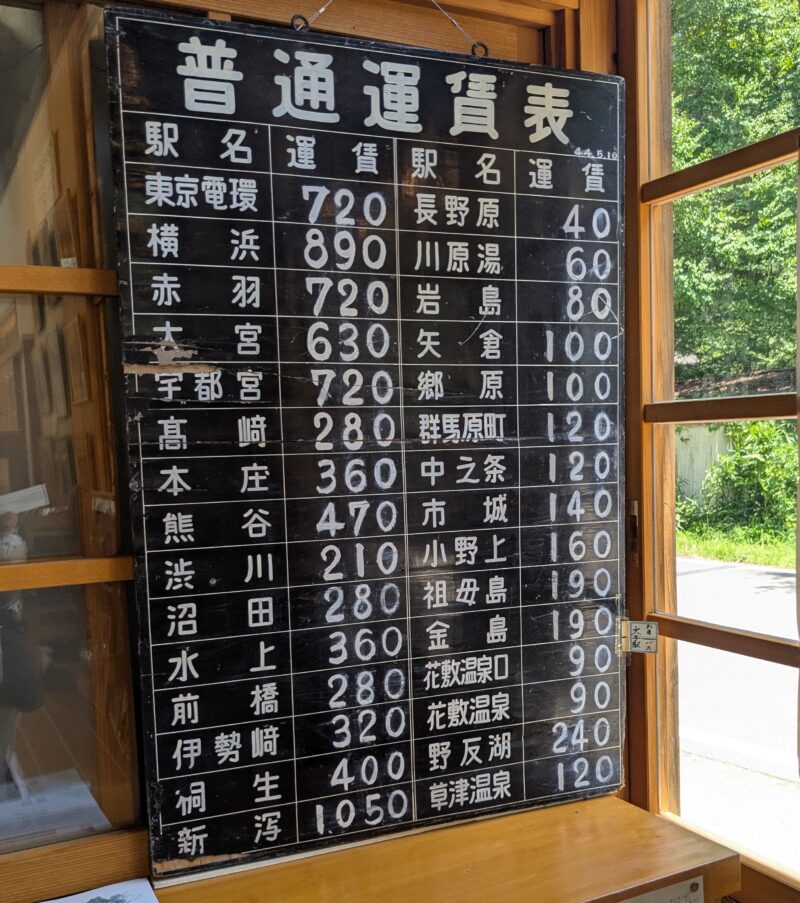 普通運賃表
44.5.10
駅名 運賃 駅名 運賃
東京電環 720 長野原 40
横浜 890 川原湯 60
赤羽 720 岩島 80
大宮 630 矢倉 100
宇都宮 720 郷原 100
高崎 280 群馬原町 120
本庄 360 中之条 120
熊谷 470 市城 140
渋川 210 小野上 160
沼田 280 祖母島 190
水上 360 金島 190
前橋 280 花敷温泉口 90
伊勢崎 320 花敷温泉 90
桐生 400 野反湖 240
新潟 1050 草津温泉 120
太子駅